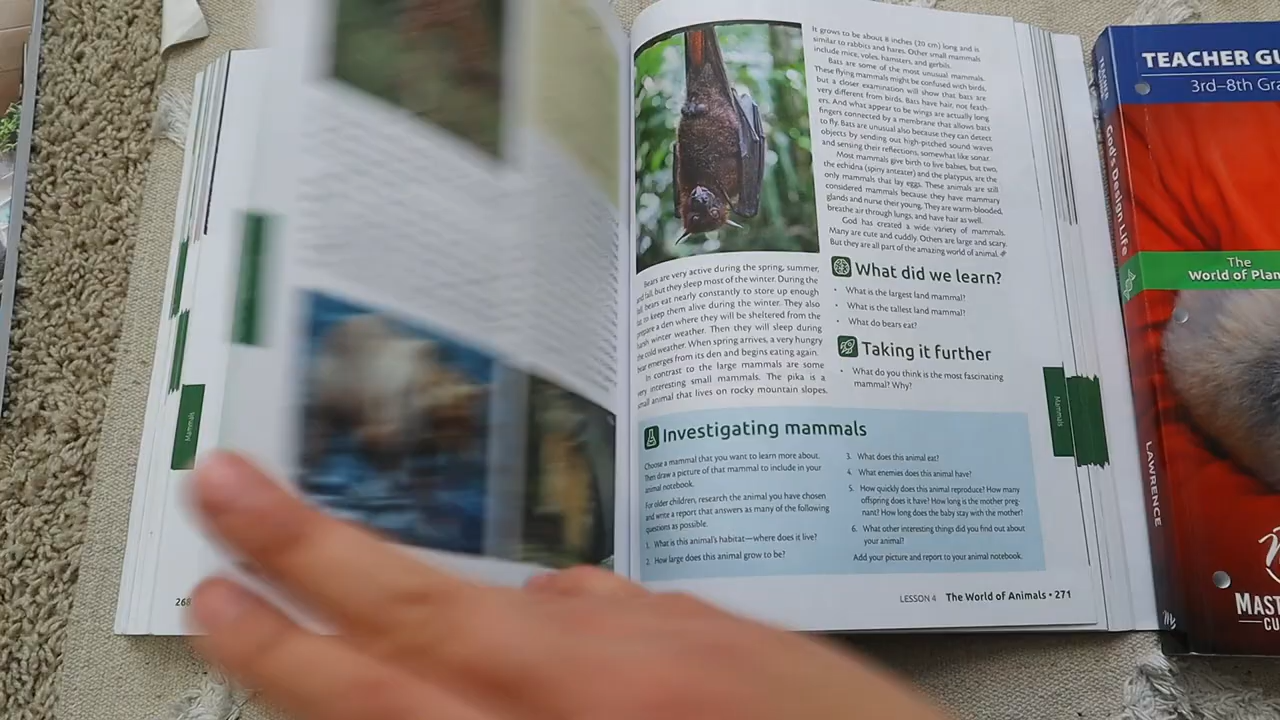 It grows to be about 8 inches (20 cm) long and is
similar to rabbits and hares. Other small mammals
include mice, voles, hamsters, and gerbils.
Bats are some of the most unusual mammals.
These flying mammals might be confused with birds,
but a closer examination will show that bats are
very different from birds. Bats have hair, not feath-
ers. And what appear to be wings are actually long
fingers connected by a membrane that allows bats
to fly. Bats are unusual also because they can detect
objects by sending out high-pitched sound waves
and sensing their reflections, somewhat like sonar.
Most mammals give birth to live babies, but two,
the echidna (spiny anteater) and the platypus, are the
only mammals that lay eggs. These animals are still
considered mammals because they have mammary
glands and nurse their young. They are warm-blooded,
breathe air through lungs, and have hair as well.
God has created a wide variety of mammals.
Many are cute and cuddly. Others are large and scary.
But they are all part of the amazing world of animal.
Bears are very active during the spring, summer,
and fall, but they sleep most of the winter. During the
fall, bears eat nearly constantly to store up enough
fat to keep them alive during the winter. They also
prepare a den where they will be sheltered from the
harsh winter weather. Then they will sleep during
the cold weather. When spring arrives, a very hungry
bear emerges from its den and begins eating again.
In contrast to the large mammals are some
very interesting small mammals. The pika is a
small animal that lives on rocky mountain slopes.
What did we learn?
• What is the largest land mammal?
• What is the tallest land mammal?
• What do bears eat?
Taking it further
• What do you think is the most fascinating
mammal? Why?
Investigating mammals
Choose a mammal that you want to learn more about.
Then draw a picture of that mammal to include in your
animal notebook.
For older children, research the animal you have chosen
and write a report that answers as many of the following
questions as possible.
1. What is this animal's habitat—where does it live?
2. How large does this animal grow to be?
3. What does this animal eat?
4. What enemies does this animal have?
5. How quickly does this animal reproduce? How many
offspring does it have? How long is the mother preg-
nant? How long does the baby stay with the mother?
6. What other interesting things did you find out about
your animal?
Add your picture and report to your animal notebook.
LESSON 4 The World of Animals • 271
Mammals
Mammals
268
TEACHER GU
3rd–8th Gra
The
World of Plan
God's Design Life
LAWRENCE
MAST
CU